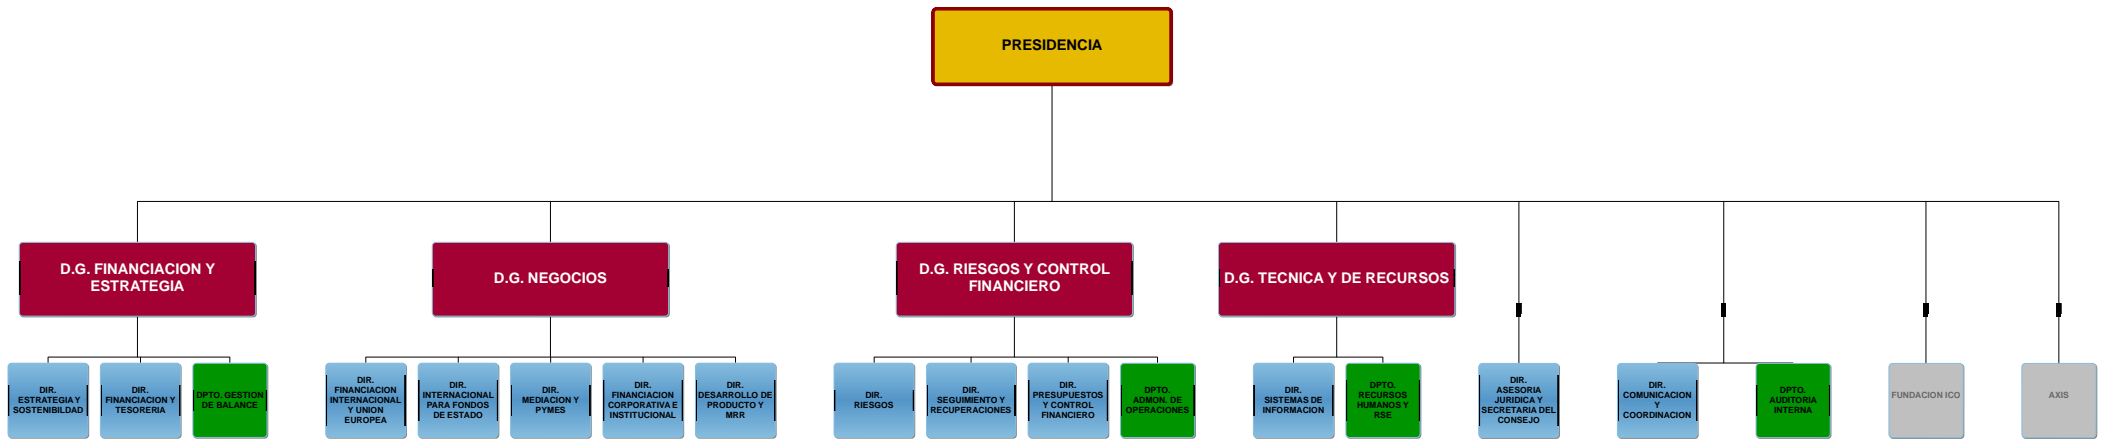 PRESIDENCIA
D.G. FINANCIACION Y
ESTRATEGIA
D.G. NEGOCIOS
D.G. RIESGOS Y CONTROL
FINANCIERO
D.G. TECNICA Y DE RECURSOS
DIR.
ESTRATEGIA Y
SOSTENIBILDAD
DIR.
FINANCIACION Y
TESORERIA
DPTO. GESTION
DE BALANCE
DIR.
FINANCIACION
INTERNACIONAL
Y UNION
EUROPEA
DIR.
INTERNACIONAL
PARA FONDOS
DE ESTADO
DIR.
MEDIACION Y
PYMES
DIR.
FINANCIACION
CORPORATIVA E
INSTITUCIONAL
DIR.
DESARROLLO DE
PRODUCTO Y
MRR
DIR.
RIESGOS
DIR.
SEGUIMIENTO Y
RECUPERACIONES
DIR.
PRESUPUESTOS
Y CONTROL
FINANCIERO
DPTO.
ADMON. DE
OPERACIONES
DIR.
SISTEMAS DE
INFORMACION
DPTO.
RECURSOS
HUMANOS Y
RSE
DIR.
ASESORIA
JURIDICA Y
SECRETARIA DEL
CONSEJO
DIR.
COMUNICACION
Y
COORDINACION
DPTO.
AUDITORIA
INTERNA
FUNDACION ICO
AXIS